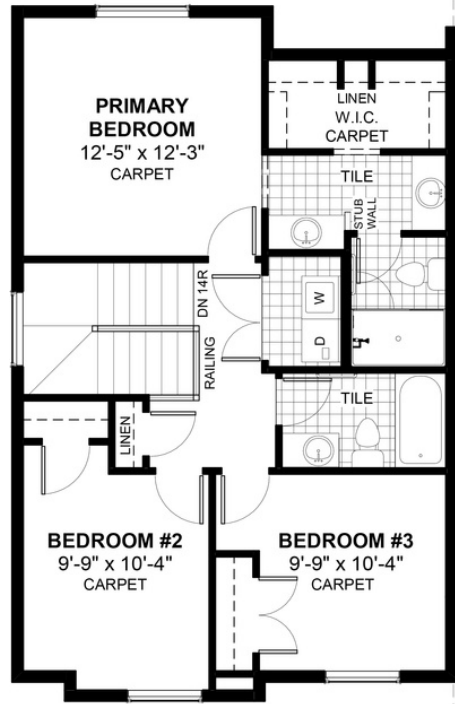 PRIMARY
BEDROOM
12'-5" x 12'-3"
CARPET
LINEN
W.I.C.
CARPET
TILE
STUB
WALL
DN 14R
RAILING
W
D
LINEN
TILE
BEDROOM #2
9'-9" x 10'-4"
CARPET
BEDROOM #3
9'-9" x 10'-4"
CARPET